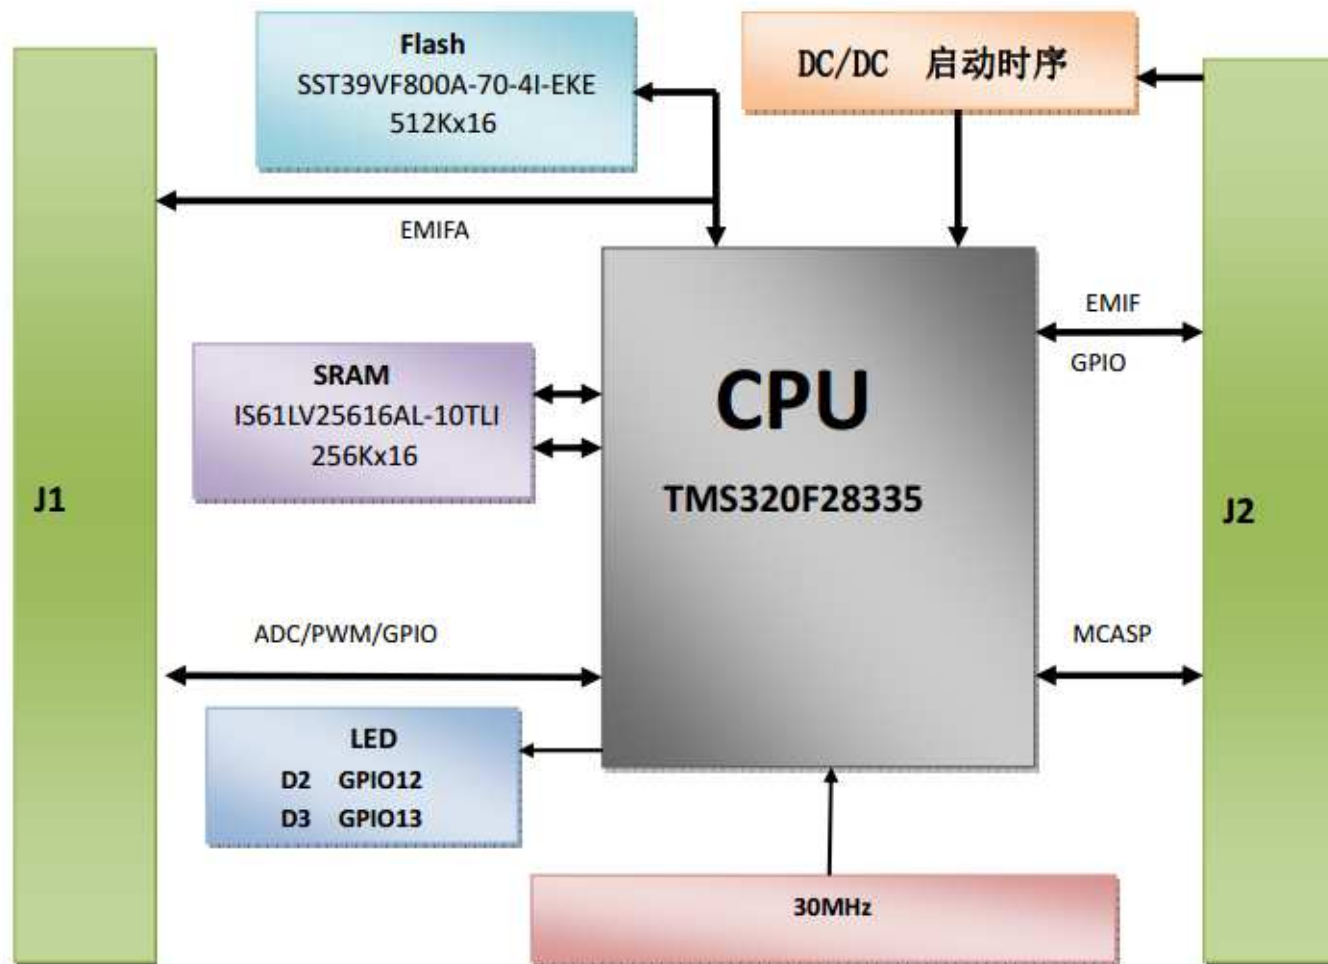 Flash
SST39VF800A-70-4I-EKE
512Kx16
DC/DC 启动时序
EMIFA
EMIF
GPIO
SRAM
IS61LV25616AL-10TLI
256Kx16
CPU
TMS320F28335
J1
J2
ADC/PWM/GPIO
MCASP
LED
D2 GPIO12
D3 GPIO13
30MHz